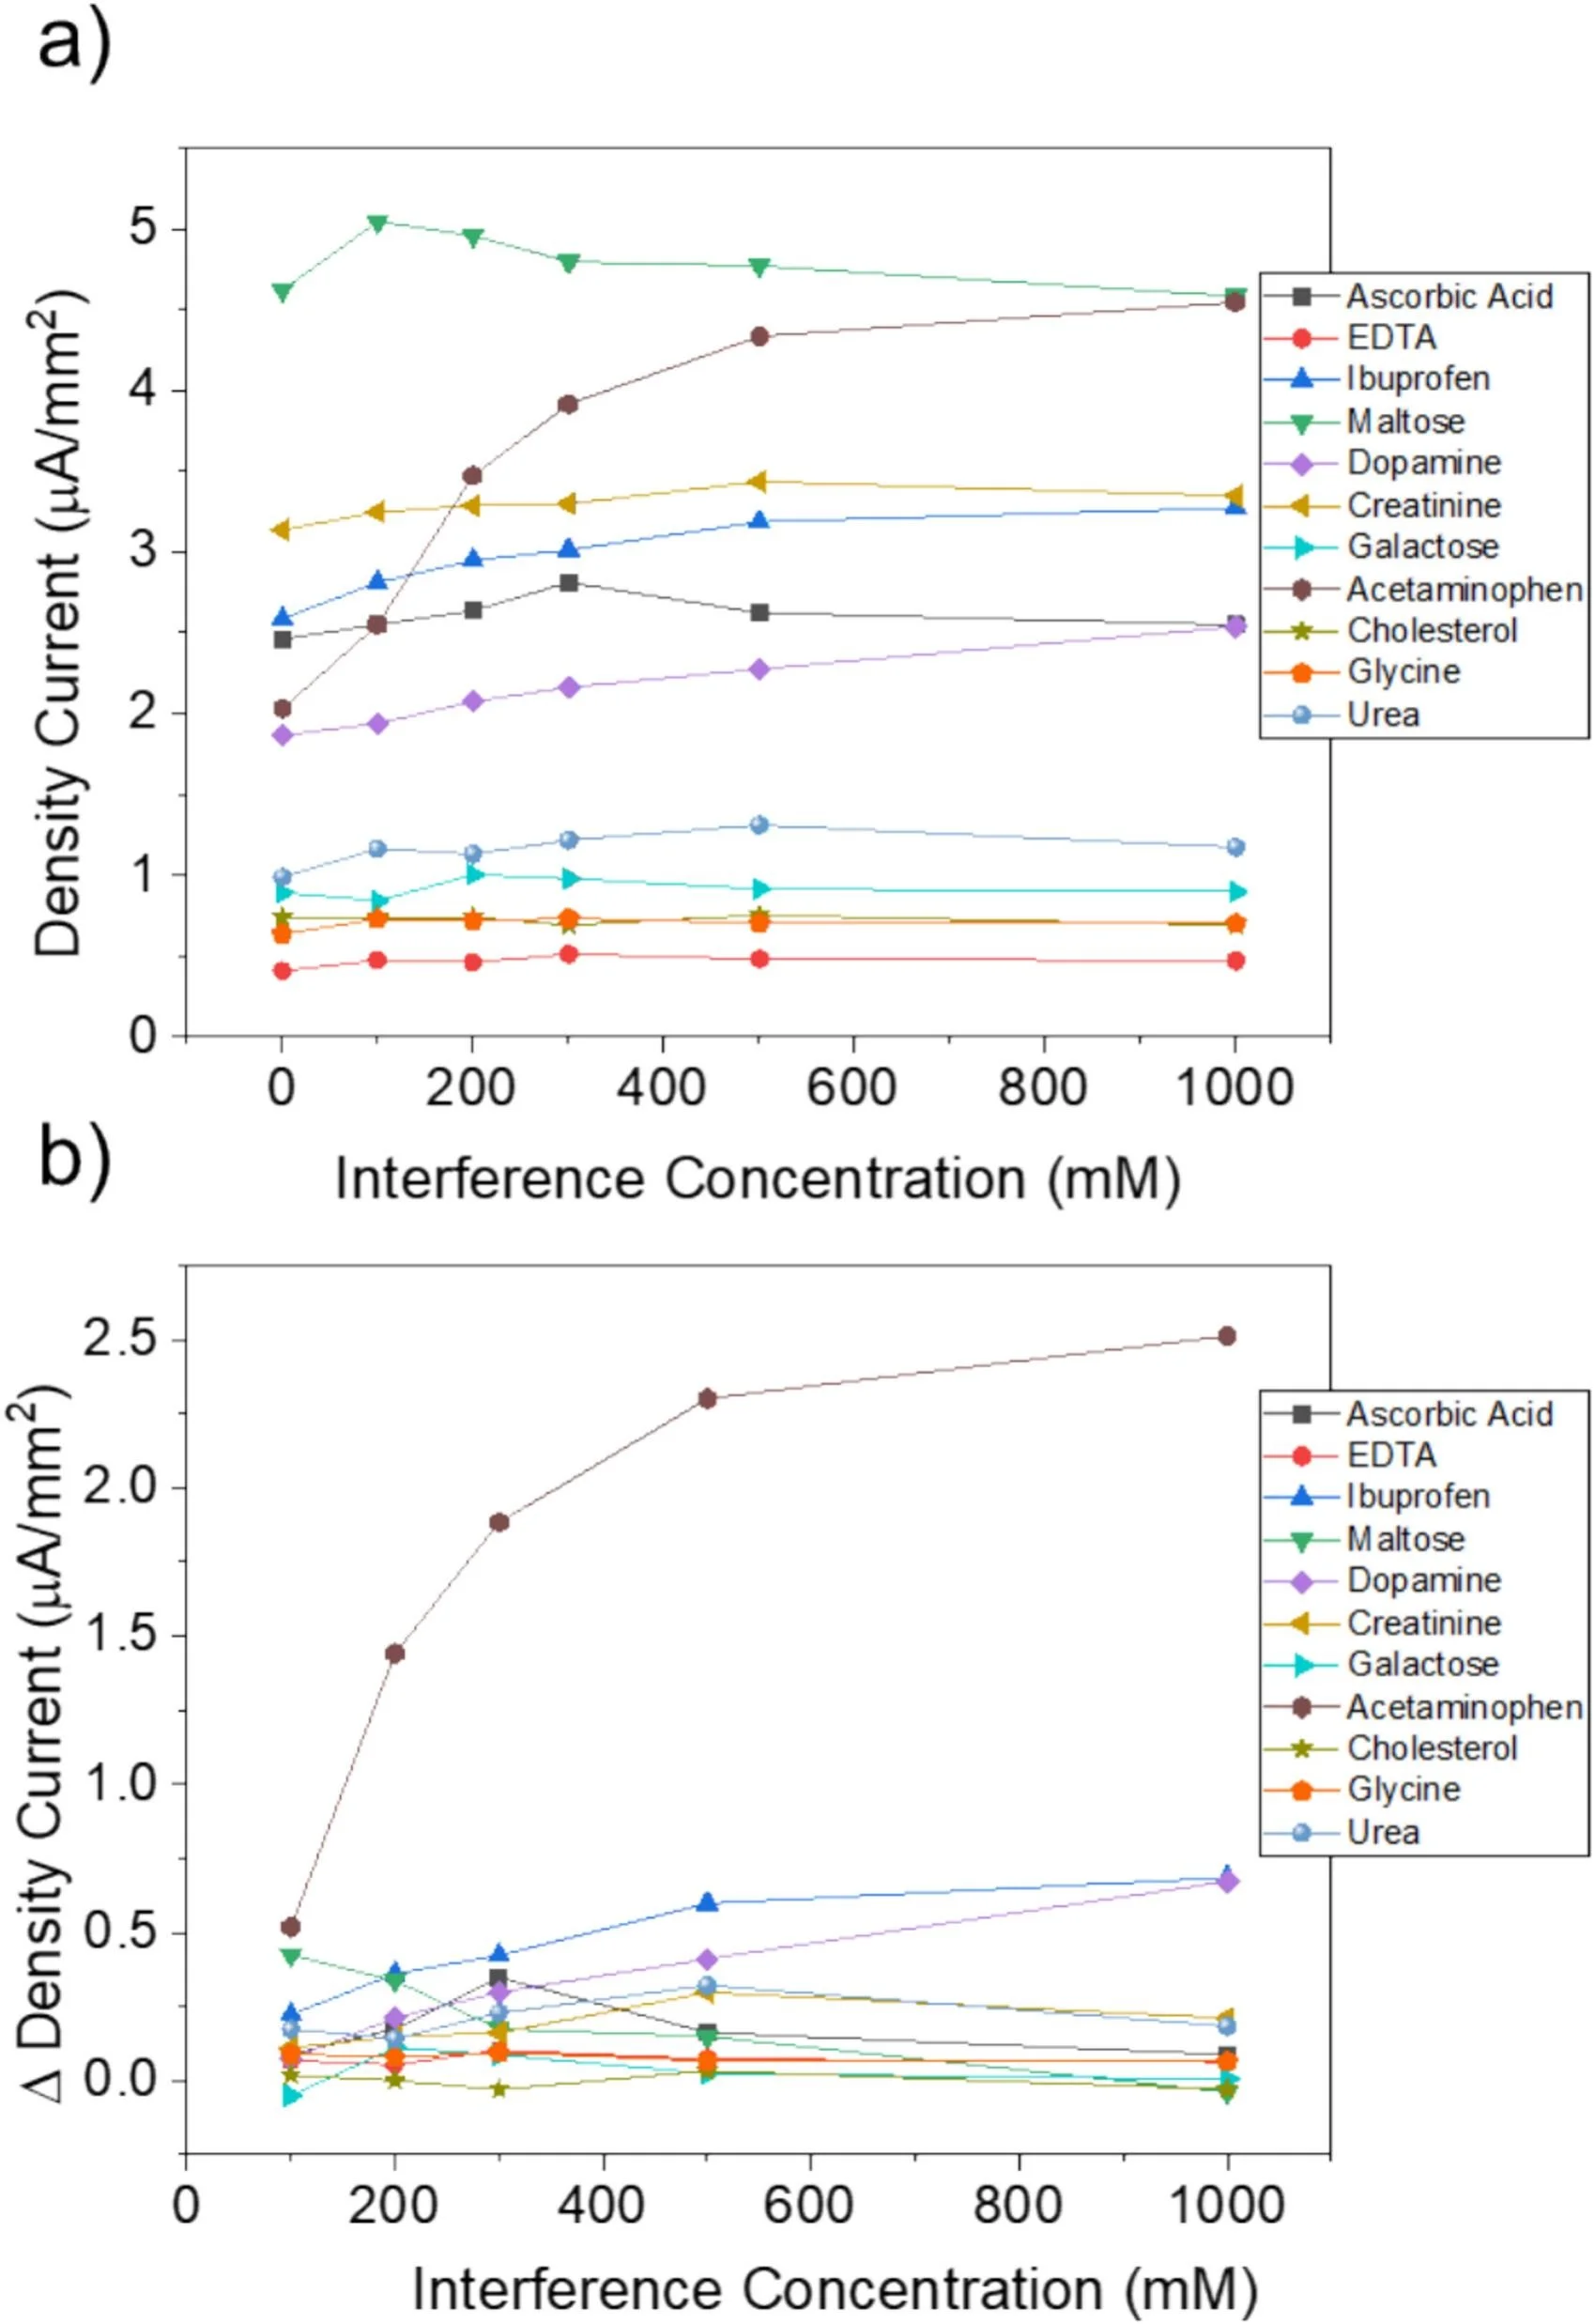 a)
Density Current (µA/mm²)
5
4
3
2
1
0
0 200 400 600 800 1000
Interference Concentration (mM)
Ascorbic Acid
EDTA
Ibuprofen
Maltose
Dopamine
Creatinine
Galactose
Acetaminophen
Cholesterol
Glycine
Urea
b)
Δ Density Current (µA/mm²)
2.5
2.0
1.5
1.0
0.5
0.0
0 200 400 600 800 1000
Interference Concentration (mM)
Ascorbic Acid
EDTA
Ibuprofen
Maltose
Dopamine
Creatinine
Galactose
Acetaminophen
Cholesterol
Glycine
Urea